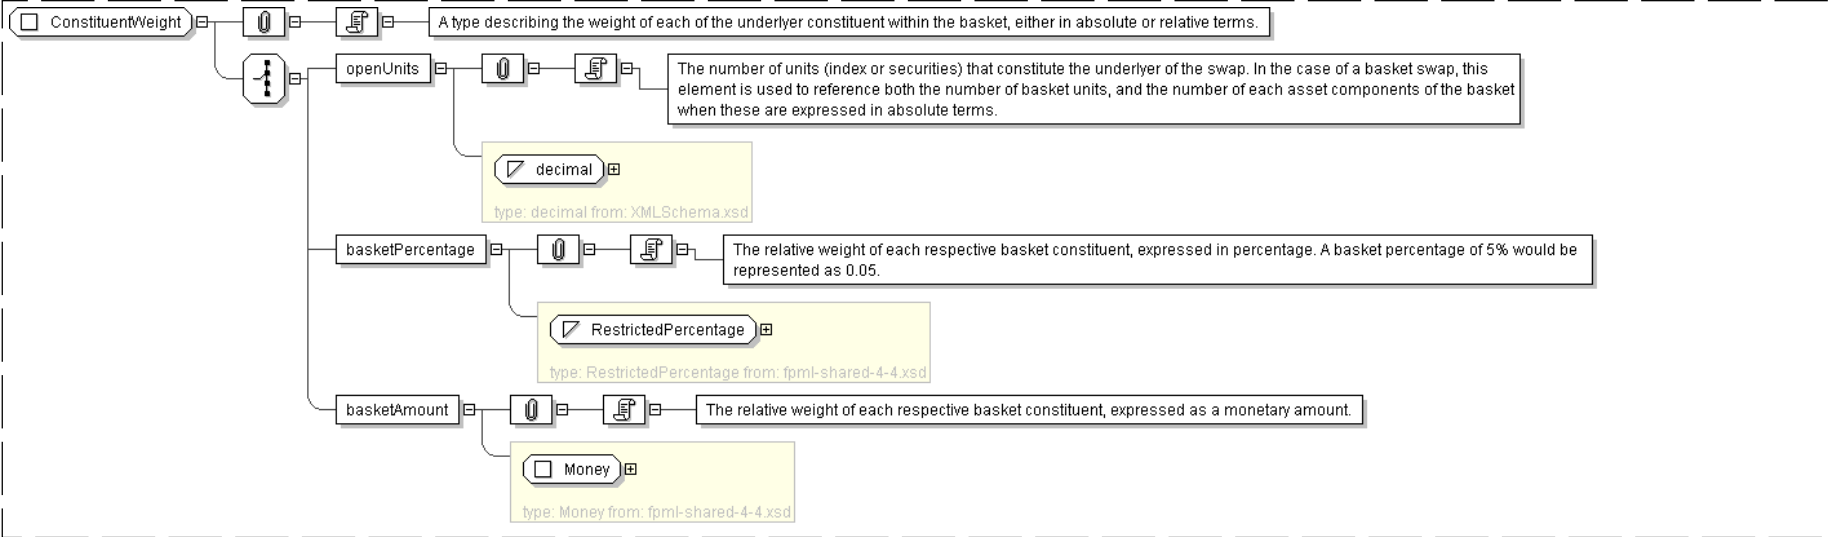 ConstituentWeight
A type describing the weight of each of the underlyer constituent within the basket, either in absolute or relative terms.
openUnits
The number of units (index or securities) that constitute the underlyer of the swap. In the case of a basket swap, this
element is used to reference both the number of basket units, and the number of each asset components of the basket
when these are expressed in absolute terms.
decimal
type: decimal from: XMLSchema.xsd
basketPercentage
The relative weight of each respective basket constituent, expressed in percentage. A basket percentage of 5% would be
represented as 0.05.
RestrictedPercentage
type: RestrictedPercentage from: fpml-shared-4-4.xsd
basketAmount
The relative weight of each respective basket constituent, expressed as a monetary amount.
Money
type: Money from: fpml-shared-4-4.xsd